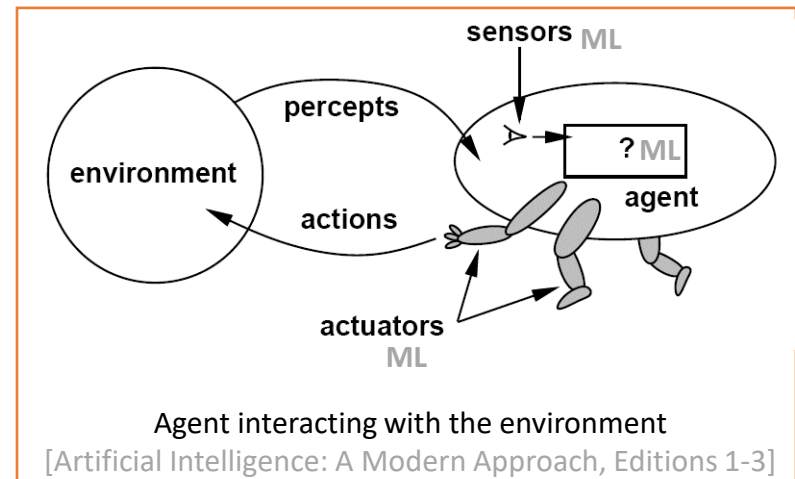 sensors ML
percepts
environment
? ML
agent
actions
actuators
ML
Agent interacting with the environment
[Artificial Intelligence: A Modern Approach, Editions 1-3]